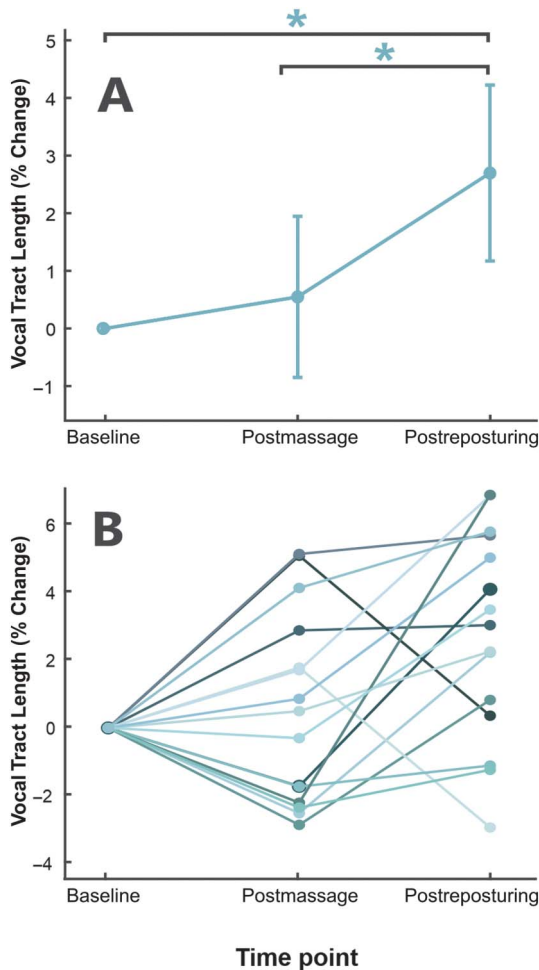 A
*
*
Vocal Tract Length (% Change)
5
4
3
2
1
0
−1
Baseline Postmassage Postreposturing
B
Vocal Tract Length (% Change)
6
4
2
0
−2
−4
Baseline Postmassage Postreposturing
Time point